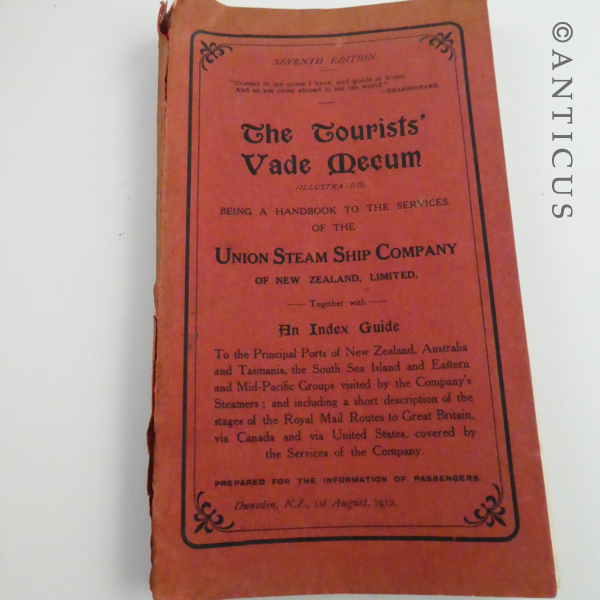 SEVENTH EDITION.
"Crowns in my purse I have, and goods at home,
And so am come abroad to see the world."
—SHAKESPEARE.
The Tourists'
Vade Mecum
(ILLUSTRATED)
BEING A HANDBOOK TO THE SERVICES
OF THE
UNION STEAM SHIP COMPANY
OF NEW ZEALAND, LIMITED,
Together with
An Index Guide
To the Principal Ports of New Zealand, Australia
and Tasmania, the South Sea Island and Eastern
and Mid-Pacific Groups visited by the Company's
Steamers; and including a short description of the
stages of the Royal Mail Routes to Great Britain,
via Canada and via United States, covered by
the Services of the Company.
PREPARED FOR THE INFORMATION OF PASSENGERS.
Dunedin, N.Z., 1st August, 1912.
©ANTICUS